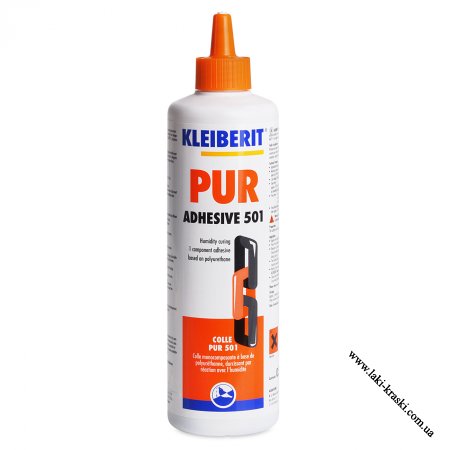 KLEIBERIT®
PUR
ADHESIVE 501
Humidity curing
1 component adhesive
based on polyurethane
COLLE
PUR 501
Colle monocomposante à base de
polyuréthanne, durcissant par
réaction avec l'humidité
www.laki-kraski.com.ua